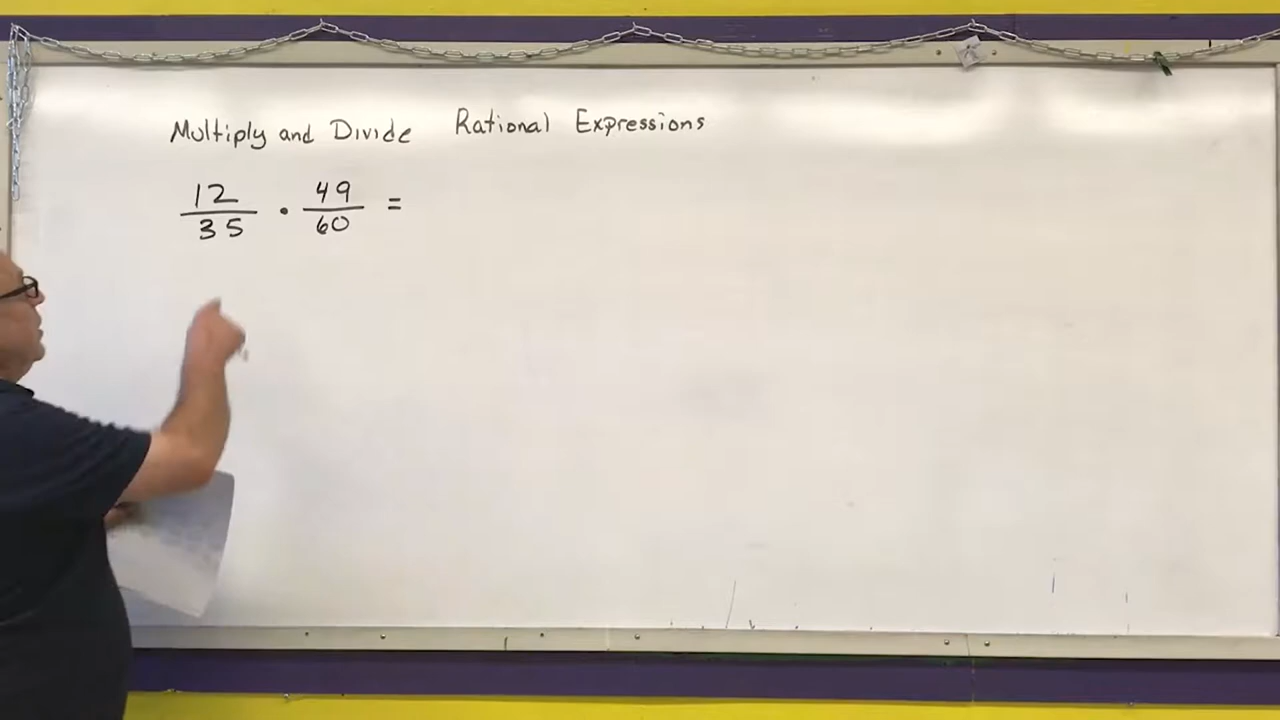 Multiply and Divide Rational Expressions
12/35 · 49/60 =